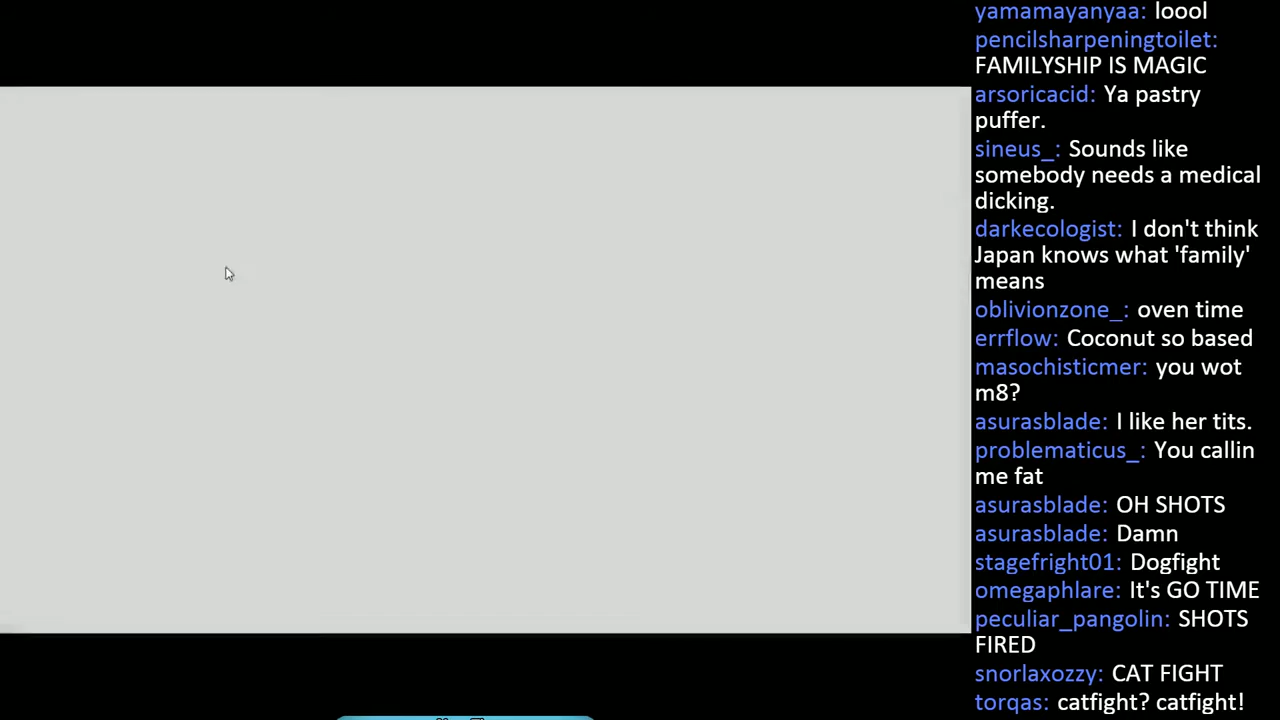 yamamayanyaa: loool
pencilsharpeningtoilet:
FAMILYSHIP IS MAGIC
arsoricacid: Ya pastry
puffer.
sineus_: Sounds like
somebody needs a medical
dicking.
darkecologist: I don't think
Japan knows what 'family'
means
oblivionzone_: oven time
errflow: Coconut so based
masochisticmer: you wot
m8?
asurasblade: I like her tits.
problematicus_: You callin
me fat
asurasblade: OH SHOTS
asurasblade: Damn
stagefright01: Dogfight
omegaphlare: It's GO TIME
peculiar_pangolin: SHOTS
FIRED
snorlaxozzy: CAT FIGHT
torqas: catfight? catfight!